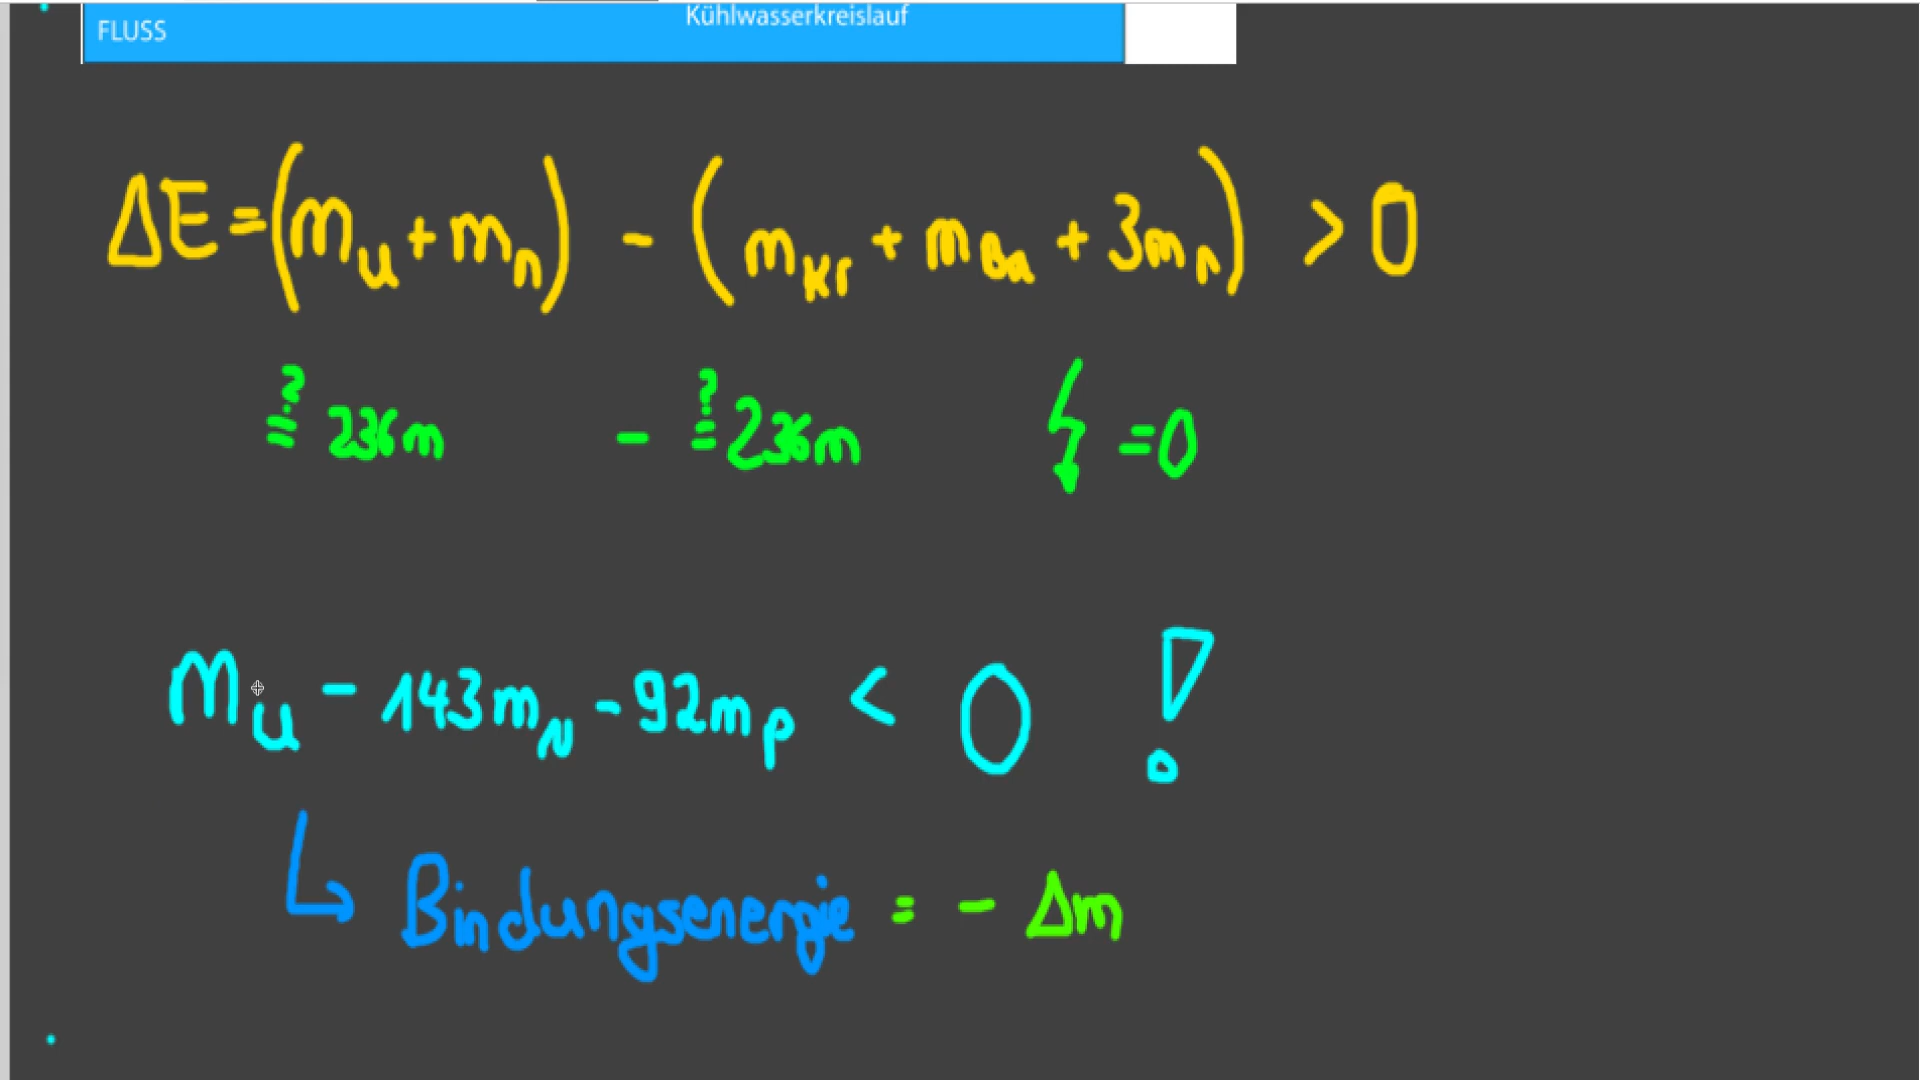 Kühlwasserkreislauf
FLUSS
ΔE = (m_u + m_n) - (m_Kr + m_Ba + 3m_n) > 0
≟ 236m - ≟ 236m ↯ = 0
m_u - 143m_N - 92m_p < 0 !
↳ Bindungsenergie = - Δm